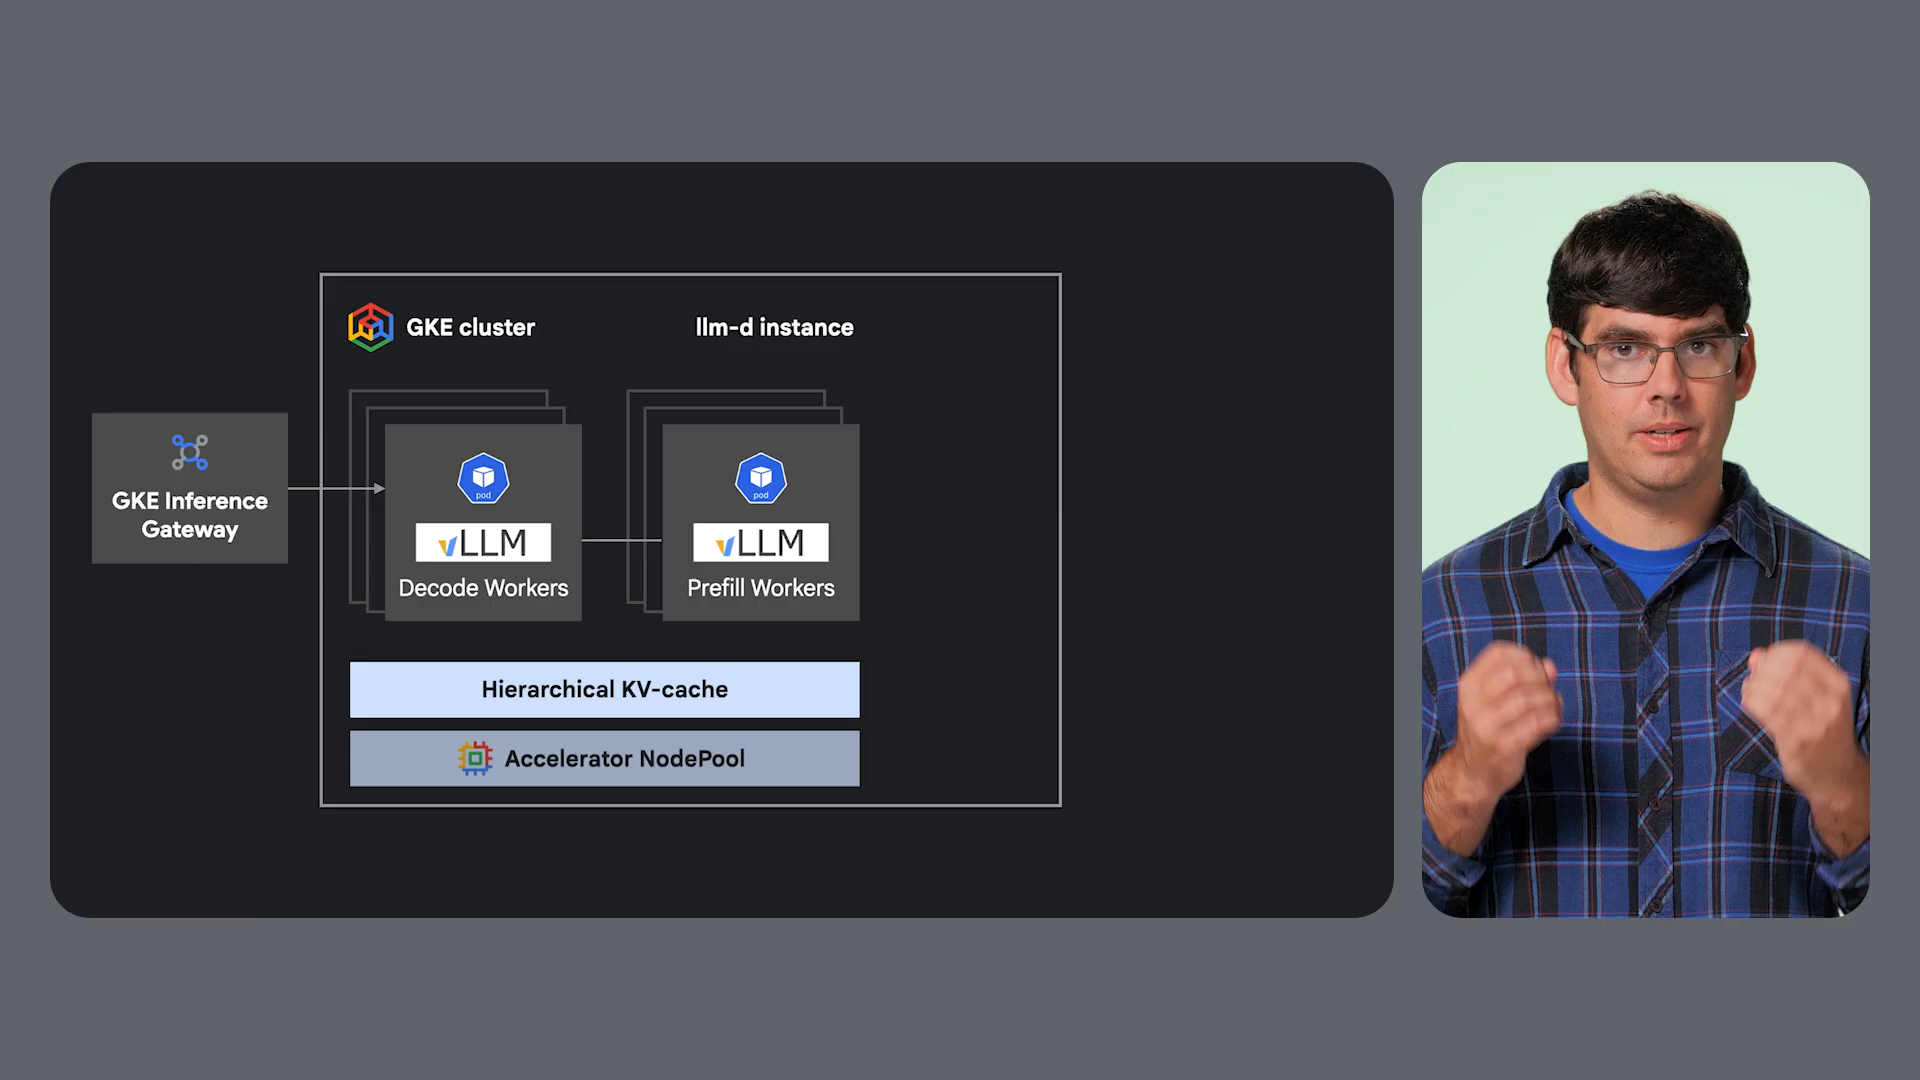 GKE cluster
llm-d instance
GKE Inference
Gateway
pod
vLLM
Decode Workers
pod
vLLM
Prefill Workers
Hierarchical KV-cache
Accelerator NodePool